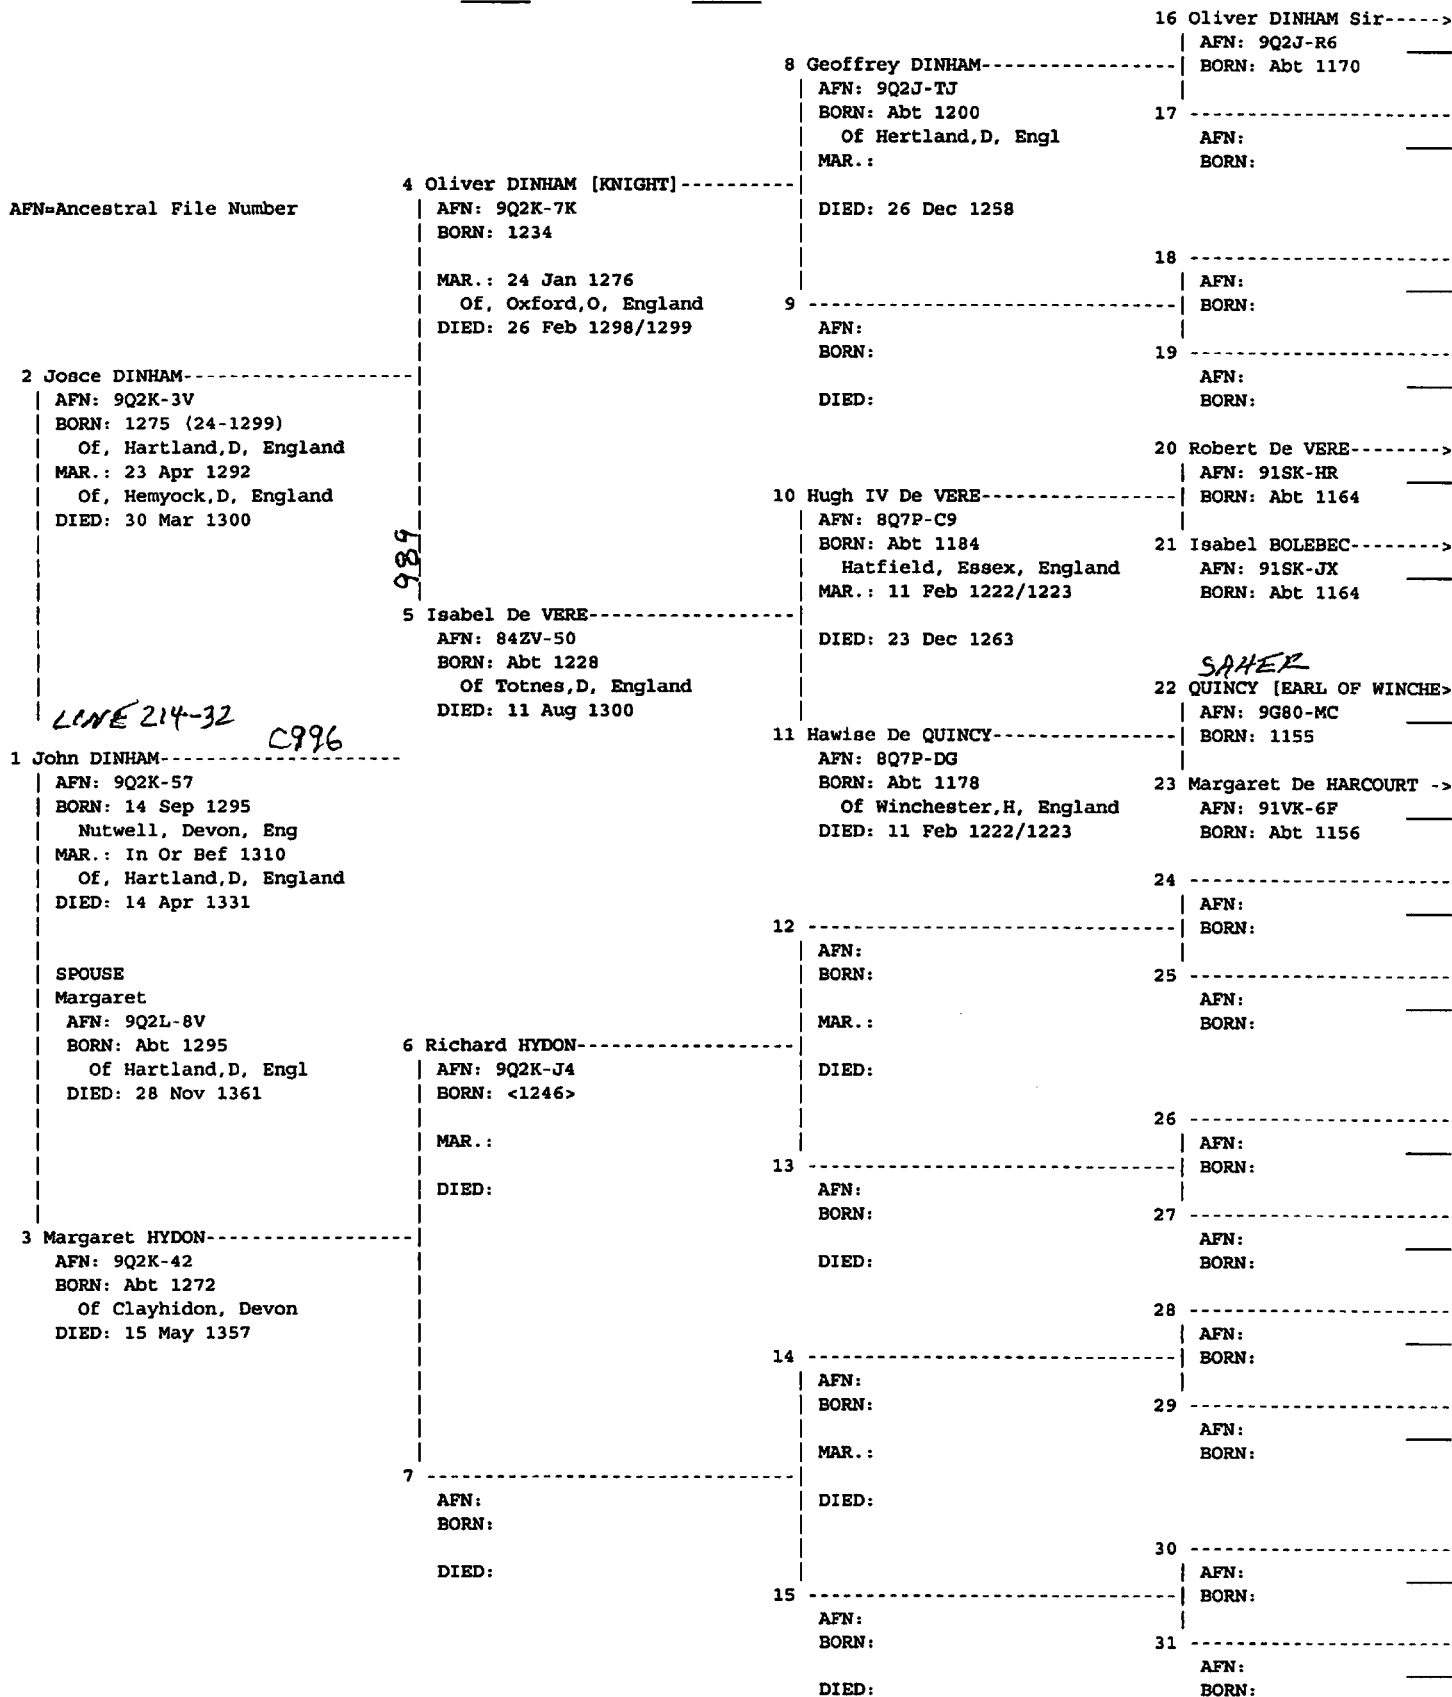 16 Oliver DINHAM Sir----->
AFN: 9Q2J-R6
8 Geoffrey DINHAM----------------
BORN: Abt 1170
AFN: 9Q2J-TJ
BORN: Abt 1200
17 ----------------------
Of Hertland,D, Engl
AFN:
MAR.:
BORN:
4 Oliver DINHAM [KNIGHT]----------
AFN=Ancestral File Number
AFN: 9Q2K-7K
DIED: 26 Dec 1258
BORN: 1234
18 ----------------------
MAR.: 24 Jan 1276
AFN:
Of, Oxford,O, England
9 -------------------------------
BORN:
DIED: 26 Feb 1298/1299
AFN:
BORN:
19 ----------------------
2 Josce DINHAM-------------------
AFN:
AFN: 9Q2K-3V
DIED:
BORN:
BORN: 1275 (24-1299)
Of, Hartland,D, England
20 Robert De VERE-------->
MAR.: 23 Apr 1292
AFN: 91SK-HR
Of, Hemyock,D, England
10 Hugh IV De VERE----------------
BORN: Abt 1164
DIED: 30 Mar 1300
AFN: 8Q7P-C9
989
BORN: Abt 1184
21 Isabel BOLEBEC-------->
Hatfield, Essex, England
AFN: 91SK-JX
MAR.: 11 Feb 1222/1223
BORN: Abt 1164
5 Isabel De VERE-----------------
AFN: 84ZV-50
DIED: 23 Dec 1263
BORN: Abt 1228
SAHER
Of Totnes,D, England
22 QUINCY [EARL OF WINCHE>
DIED: 11 Aug 1300
AFN: 9G80-MC
LINE 214-32
C996
11 Hawise De QUINCY---------------
BORN: 1155
1 John DINHAM--------------------
AFN: 8Q7P-DG
AFN: 9Q2K-57
BORN: Abt 1178
23 Margaret De HARCOURT ->
BORN: 14 Sep 1295
Of Winchester,H, England
AFN: 91VK-6F
Nutwell, Devon, Eng
DIED: 11 Feb 1222/1223
BORN: Abt 1156
MAR.: In Or Bef 1310
Of, Hartland,D, England
24 ----------------------
DIED: 14 Apr 1331
AFN:
12 -------------------------------
BORN:
AFN:
SPOUSE
BORN:
25 ----------------------
Margaret
AFN:
AFN: 9Q2L-8V
MAR.:
BORN:
BORN: Abt 1295
6 Richard HYDON------------------
Of Hartland,D, Engl
AFN: 9Q2K-J4
DIED:
DIED: 28 Nov 1361
BORN: <1246>
26 ----------------------
MAR.:
AFN:
13 -------------------------------
BORN:
DIED:
AFN:
BORN:
27 ----------------------
3 Margaret HYDON-----------------
AFN:
AFN: 9Q2K-42
DIED:
BORN:
BORN: Abt 1272
Of Clayhidon, Devon
28 ----------------------
DIED: 15 May 1357
AFN:
14 -------------------------------
BORN:
AFN:
BORN:
29 ----------------------
AFN:
MAR.:
BORN:
7 -------------------------------
AFN:
DIED:
BORN:
30 ----------------------
DIED:
AFN:
15 -------------------------------
BORN:
AFN:
BORN:
31 ----------------------
AFN:
DIED:
BORN: